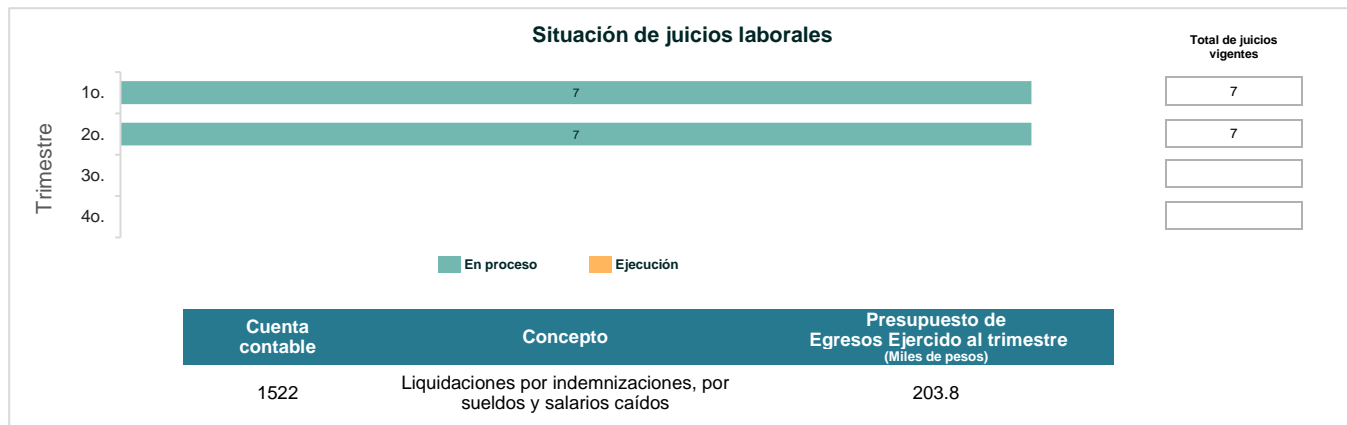 Situación de juicios laborales
Total de juicios
vigentes
Trimestre
1o.
7
7
2o.
7
7
3o.
4o.
En proceso
Ejecución
Cuenta
contable
Concepto
Presupuesto de
Egresos Ejercido al trimestre
(Miles de pesos)
1522
Liquidaciones por indemnizaciones, por
sueldos y salarios caídos
203.8